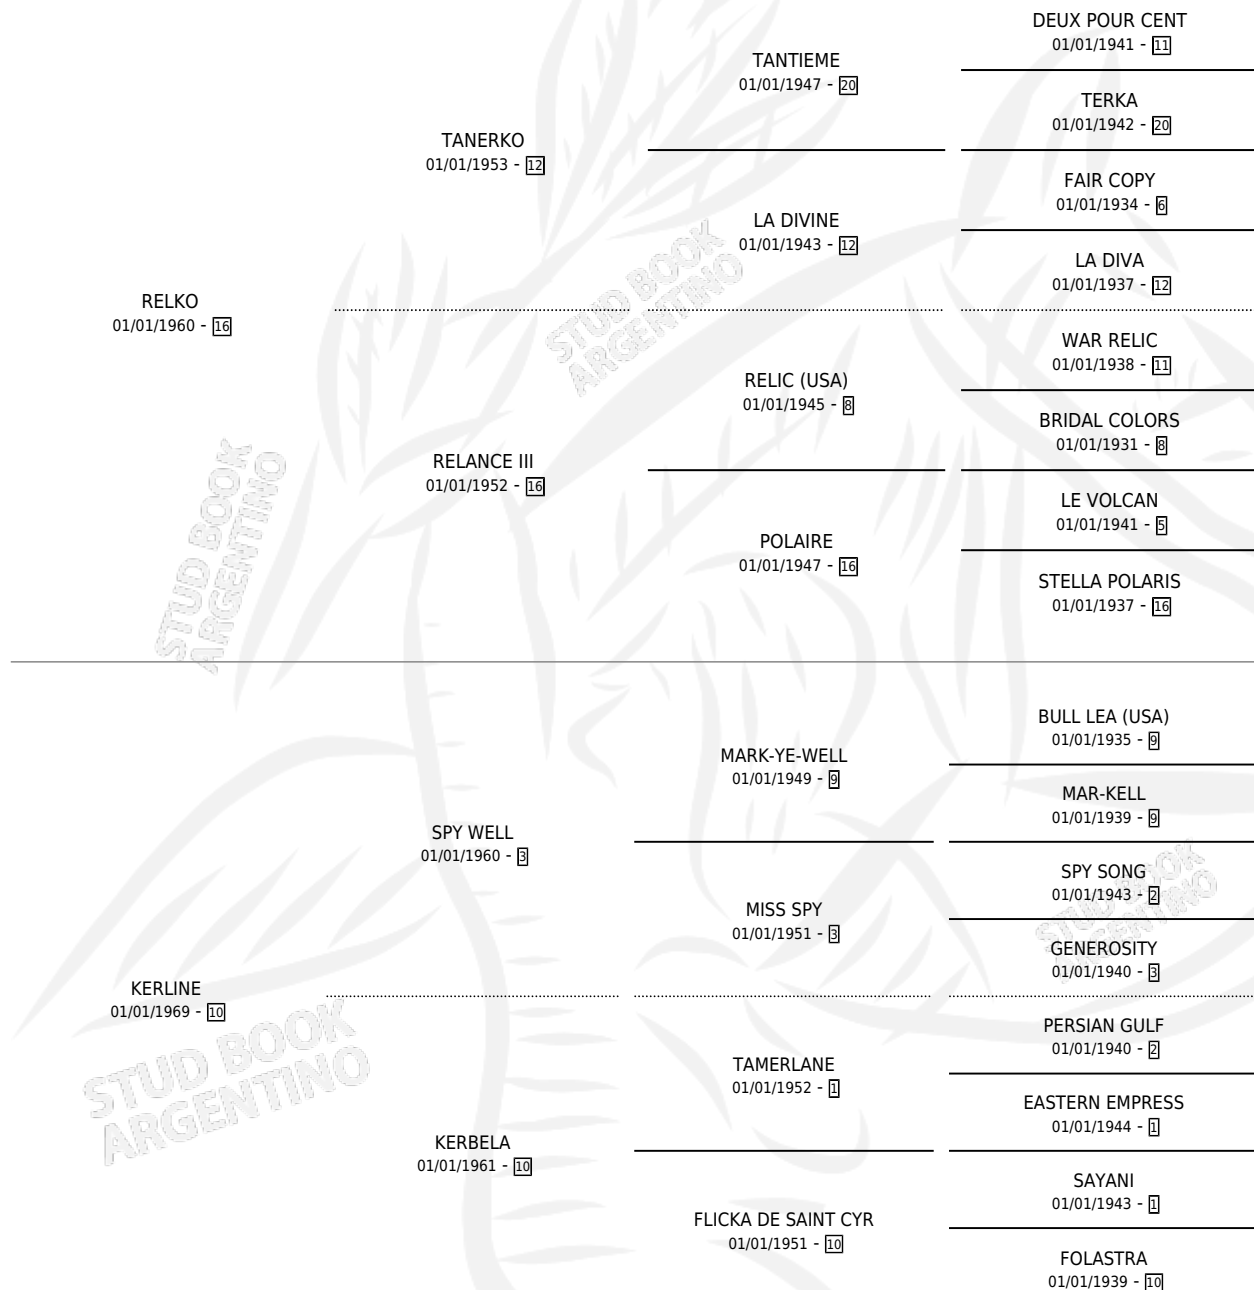 DEUX POUR CENT
01/01/1941 - 11
TANTIEME
01/01/1947 - 20
TERKA
01/01/1942 - 20
TANERKO
01/01/1953 - 12
FAIR COPY
01/01/1934 - 6
LA DIVINE
01/01/1943 - 12
LA DIVA
01/01/1937 - 12
RELKO
01/01/1960 - 16
WAR RELIC
01/01/1938 - 11
RELIC (USA)
01/01/1945 - 8
BRIDAL COLORS
01/01/1931 - 8
RELANCE III
01/01/1952 - 16
LE VOLCAN
01/01/1941 - 5
POLAIRE
01/01/1947 - 16
STELLA POLARIS
01/01/1937 - 16
BULL LEA (USA)
01/01/1935 - 9
MARK-YE-WELL
01/01/1949 - 9
MAR-KELL
01/01/1939 - 9
SPY WELL
01/01/1960 - 3
SPY SONG
01/01/1943 - 2
MISS SPY
01/01/1951 - 3
GENEROSITY
01/01/1940 - 3
KERLINE
01/01/1969 - 10
PERSIAN GULF
01/01/1940 - 2
TAMERLANE
01/01/1952 - 1
EASTERN EMPRESS
01/01/1944 - 1
KERBELA
01/01/1961 - 10
SAYANI
01/01/1943 - 1
FLICKA DE SAINT CYR
01/01/1951 - 10
FOLASTRA
01/01/1939 - 10
STUD BOOK
ARGENTINO
STUD BOOK
ARGENTINO
STUD BOOK
ARGENTINO
STUD BOOK
ARGENTINO